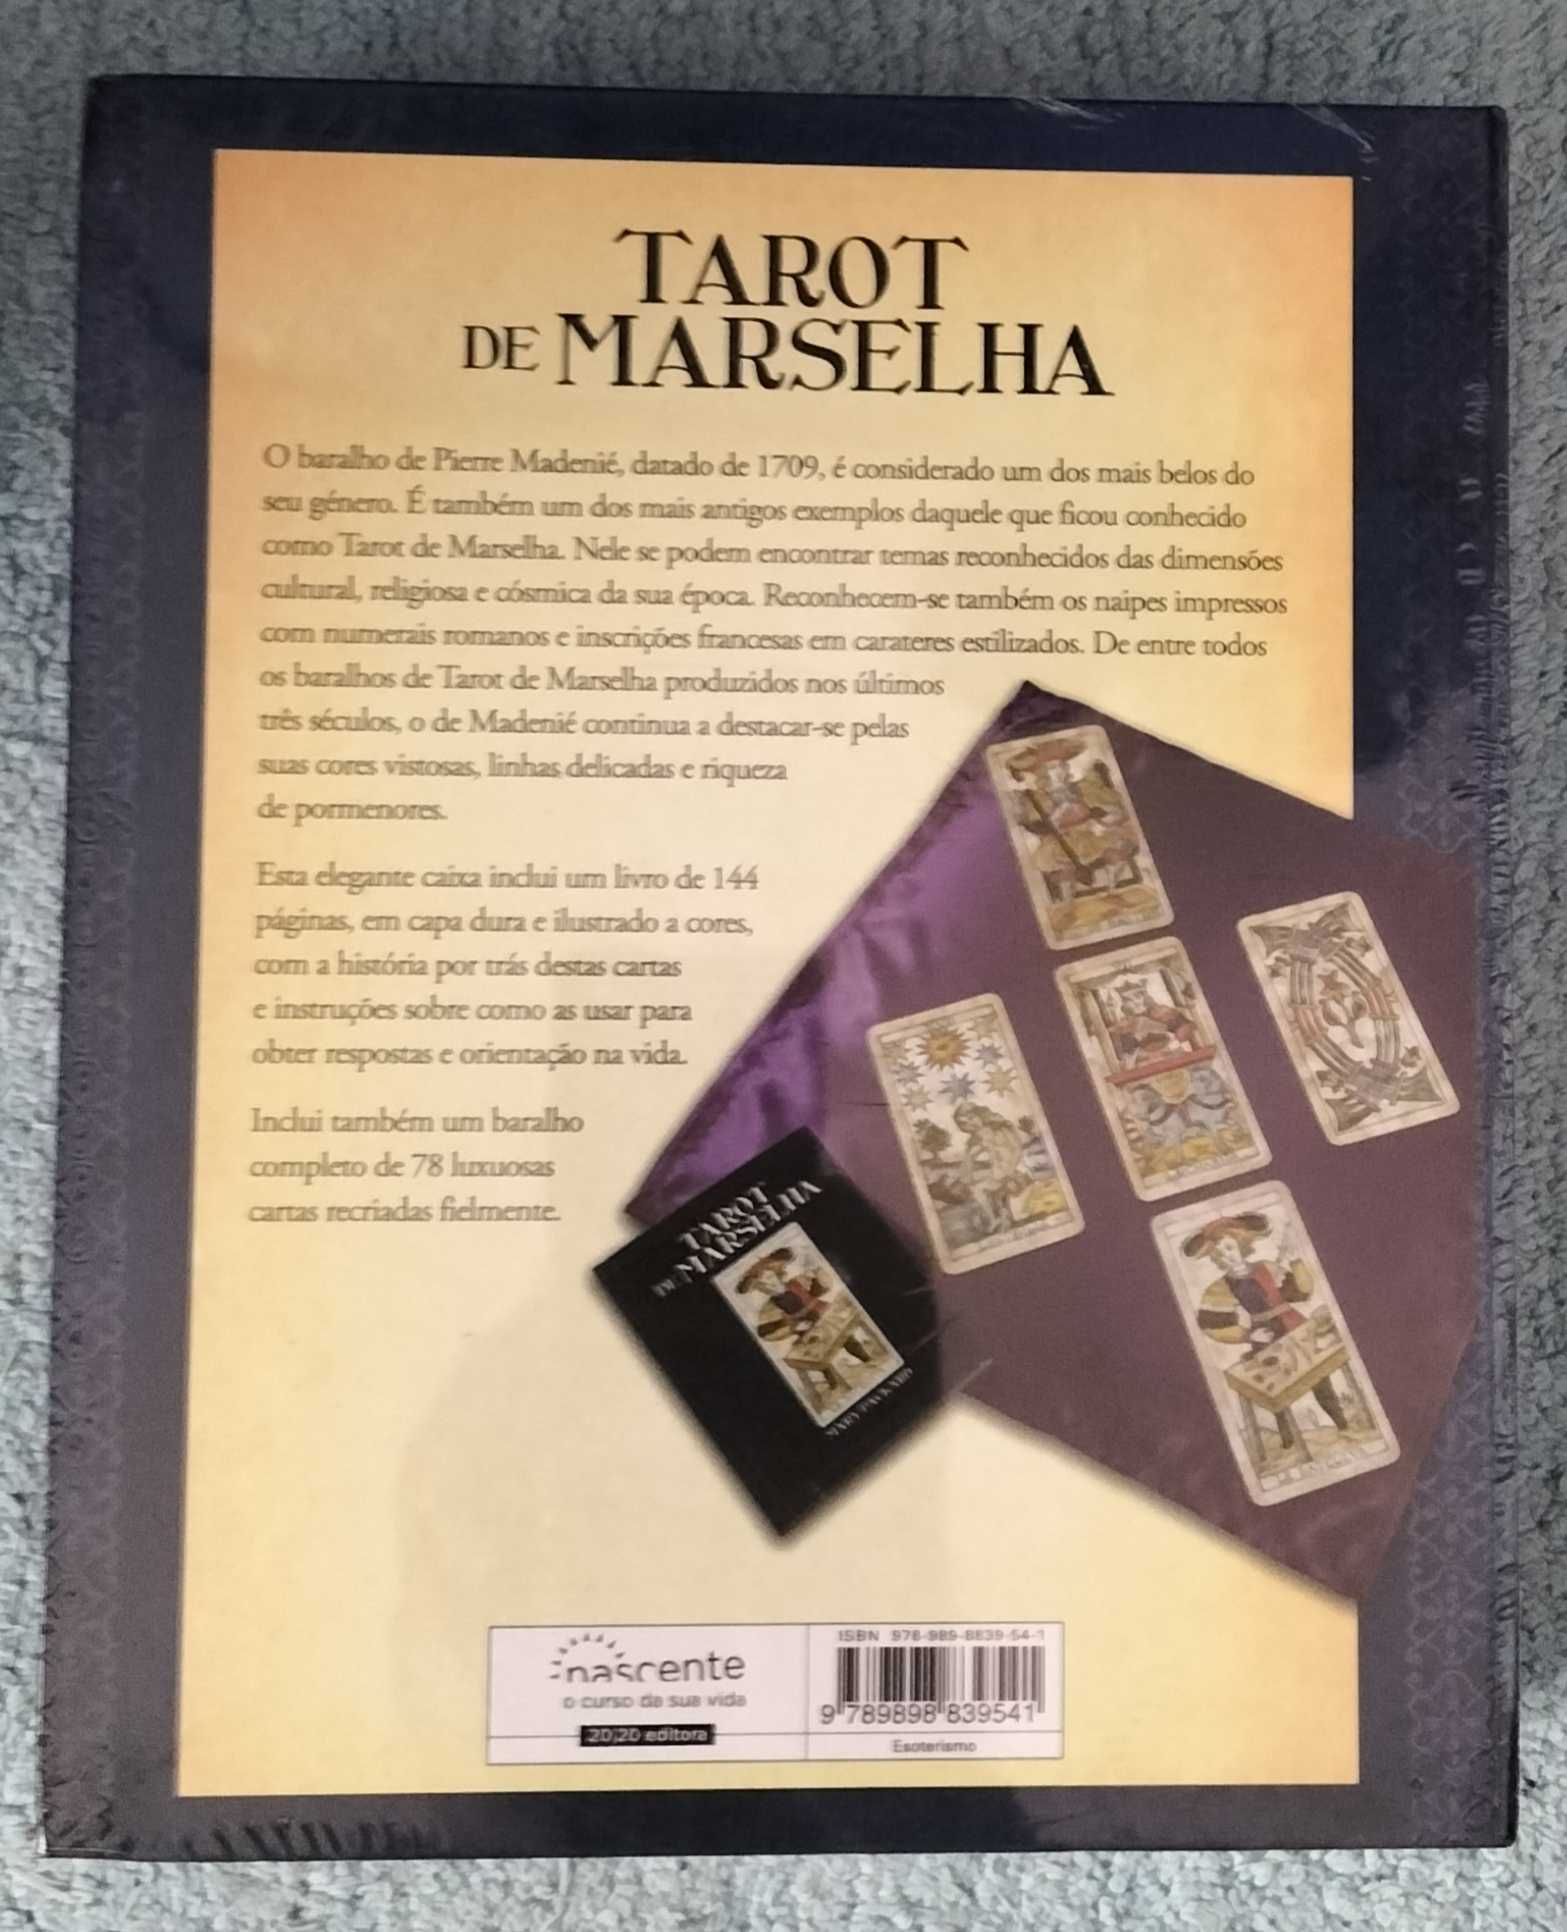 TAROT
DE MARSELHA
O baralho de Pierre Madenié, datado de 1709, é considerado um dos mais belos do
seu género. É também um dos mais antigos exemplos daquele que ficou conhecido
como Tarot de Marselha. Nele se podem encontrar temas reconhecidos das dimensões
cultural, religiosa e cósmica da sua época. Reconhecem-se também os naipes impressos
com numerais romanos e inscrições francesas em carateres estilizados. De entre todos
os baralhos de Tarot de Marselha produzidos nos últimos
três séculos, o de Madenié continua a destacar-se pelas
suas cores vistosas, linhas delicadas e riqueza
de pormenores.
Esta elegante caixa inclui um livro de 144
páginas, em capa dura e ilustrado a cores,
com a história por trás destas cartas
e instruções sobre como as usar para
obter respostas e orientação na vida.
Inclui também um baralho
completo de 78 luxuosas
cartas recriadas fielmente.
TAROT
DE MARSELHA
MARY PACKARD
nascente
o curso da sua vida
20|20 editora
ISBN 978-989-8839-54-1
9 789898 839541
Esoterismo